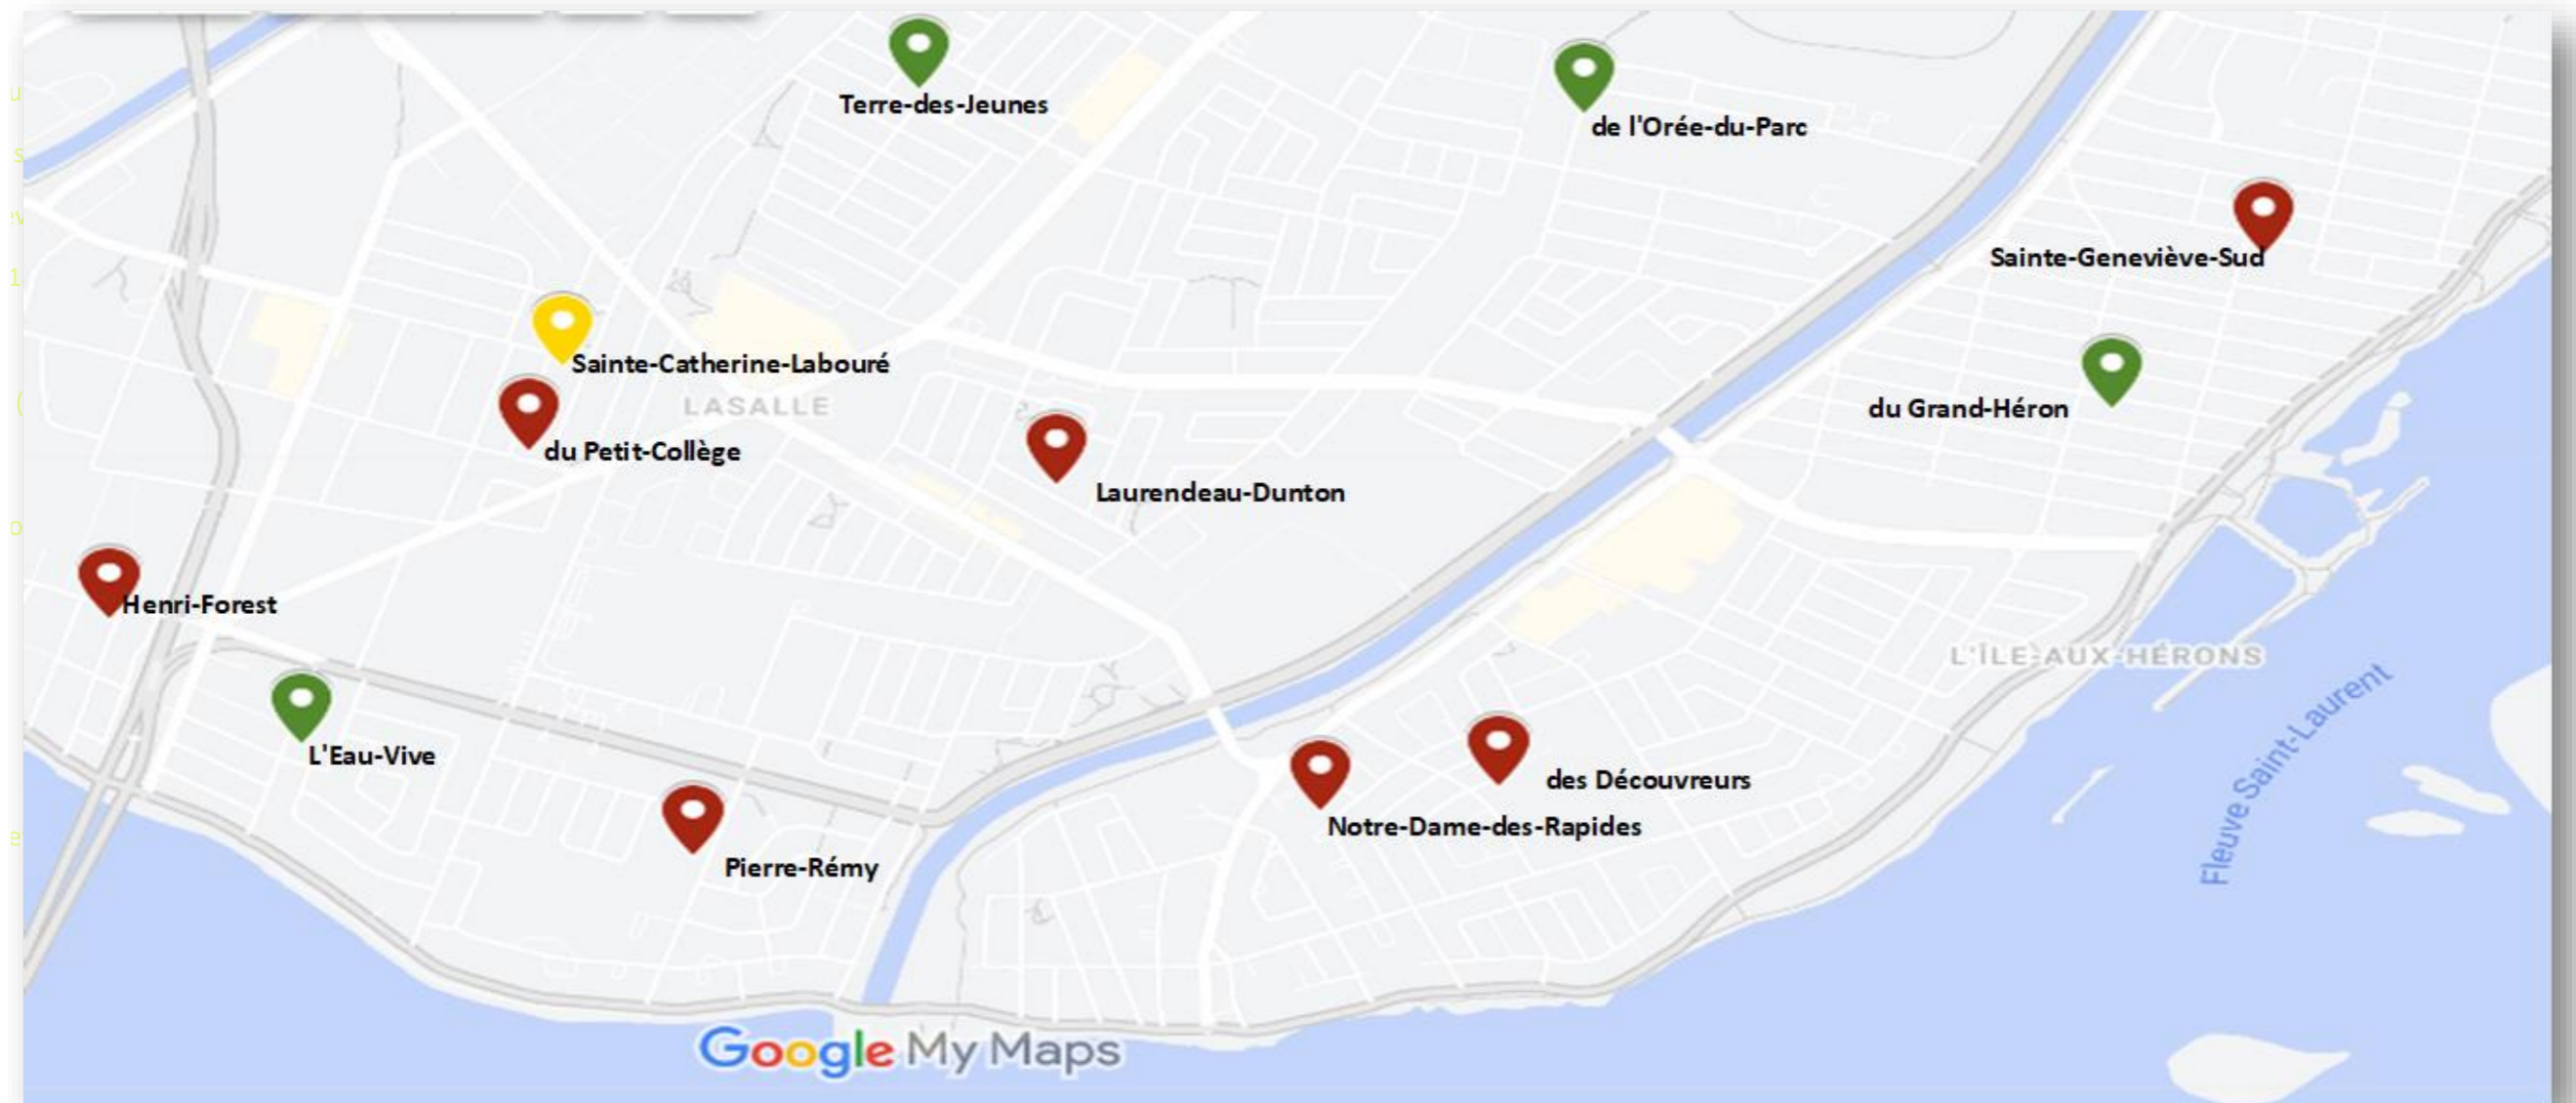 Terre-des-Jeunes
de l'Orée-du-Parc
Sainte-Geneviève-Sud
Sainte-Catherine-Labouré
LASALLE
du Grand-Héron
du Petit-Collège
Laurendeau-Dunton
Henri-Forest
L'ÎLE-AUX-HÉRONS
L'Eau-Vive
Fleuve Saint-Laurent
des Découvreurs
Notre-Dame-des-Rapides
Pierre-Rémy
Google My Maps